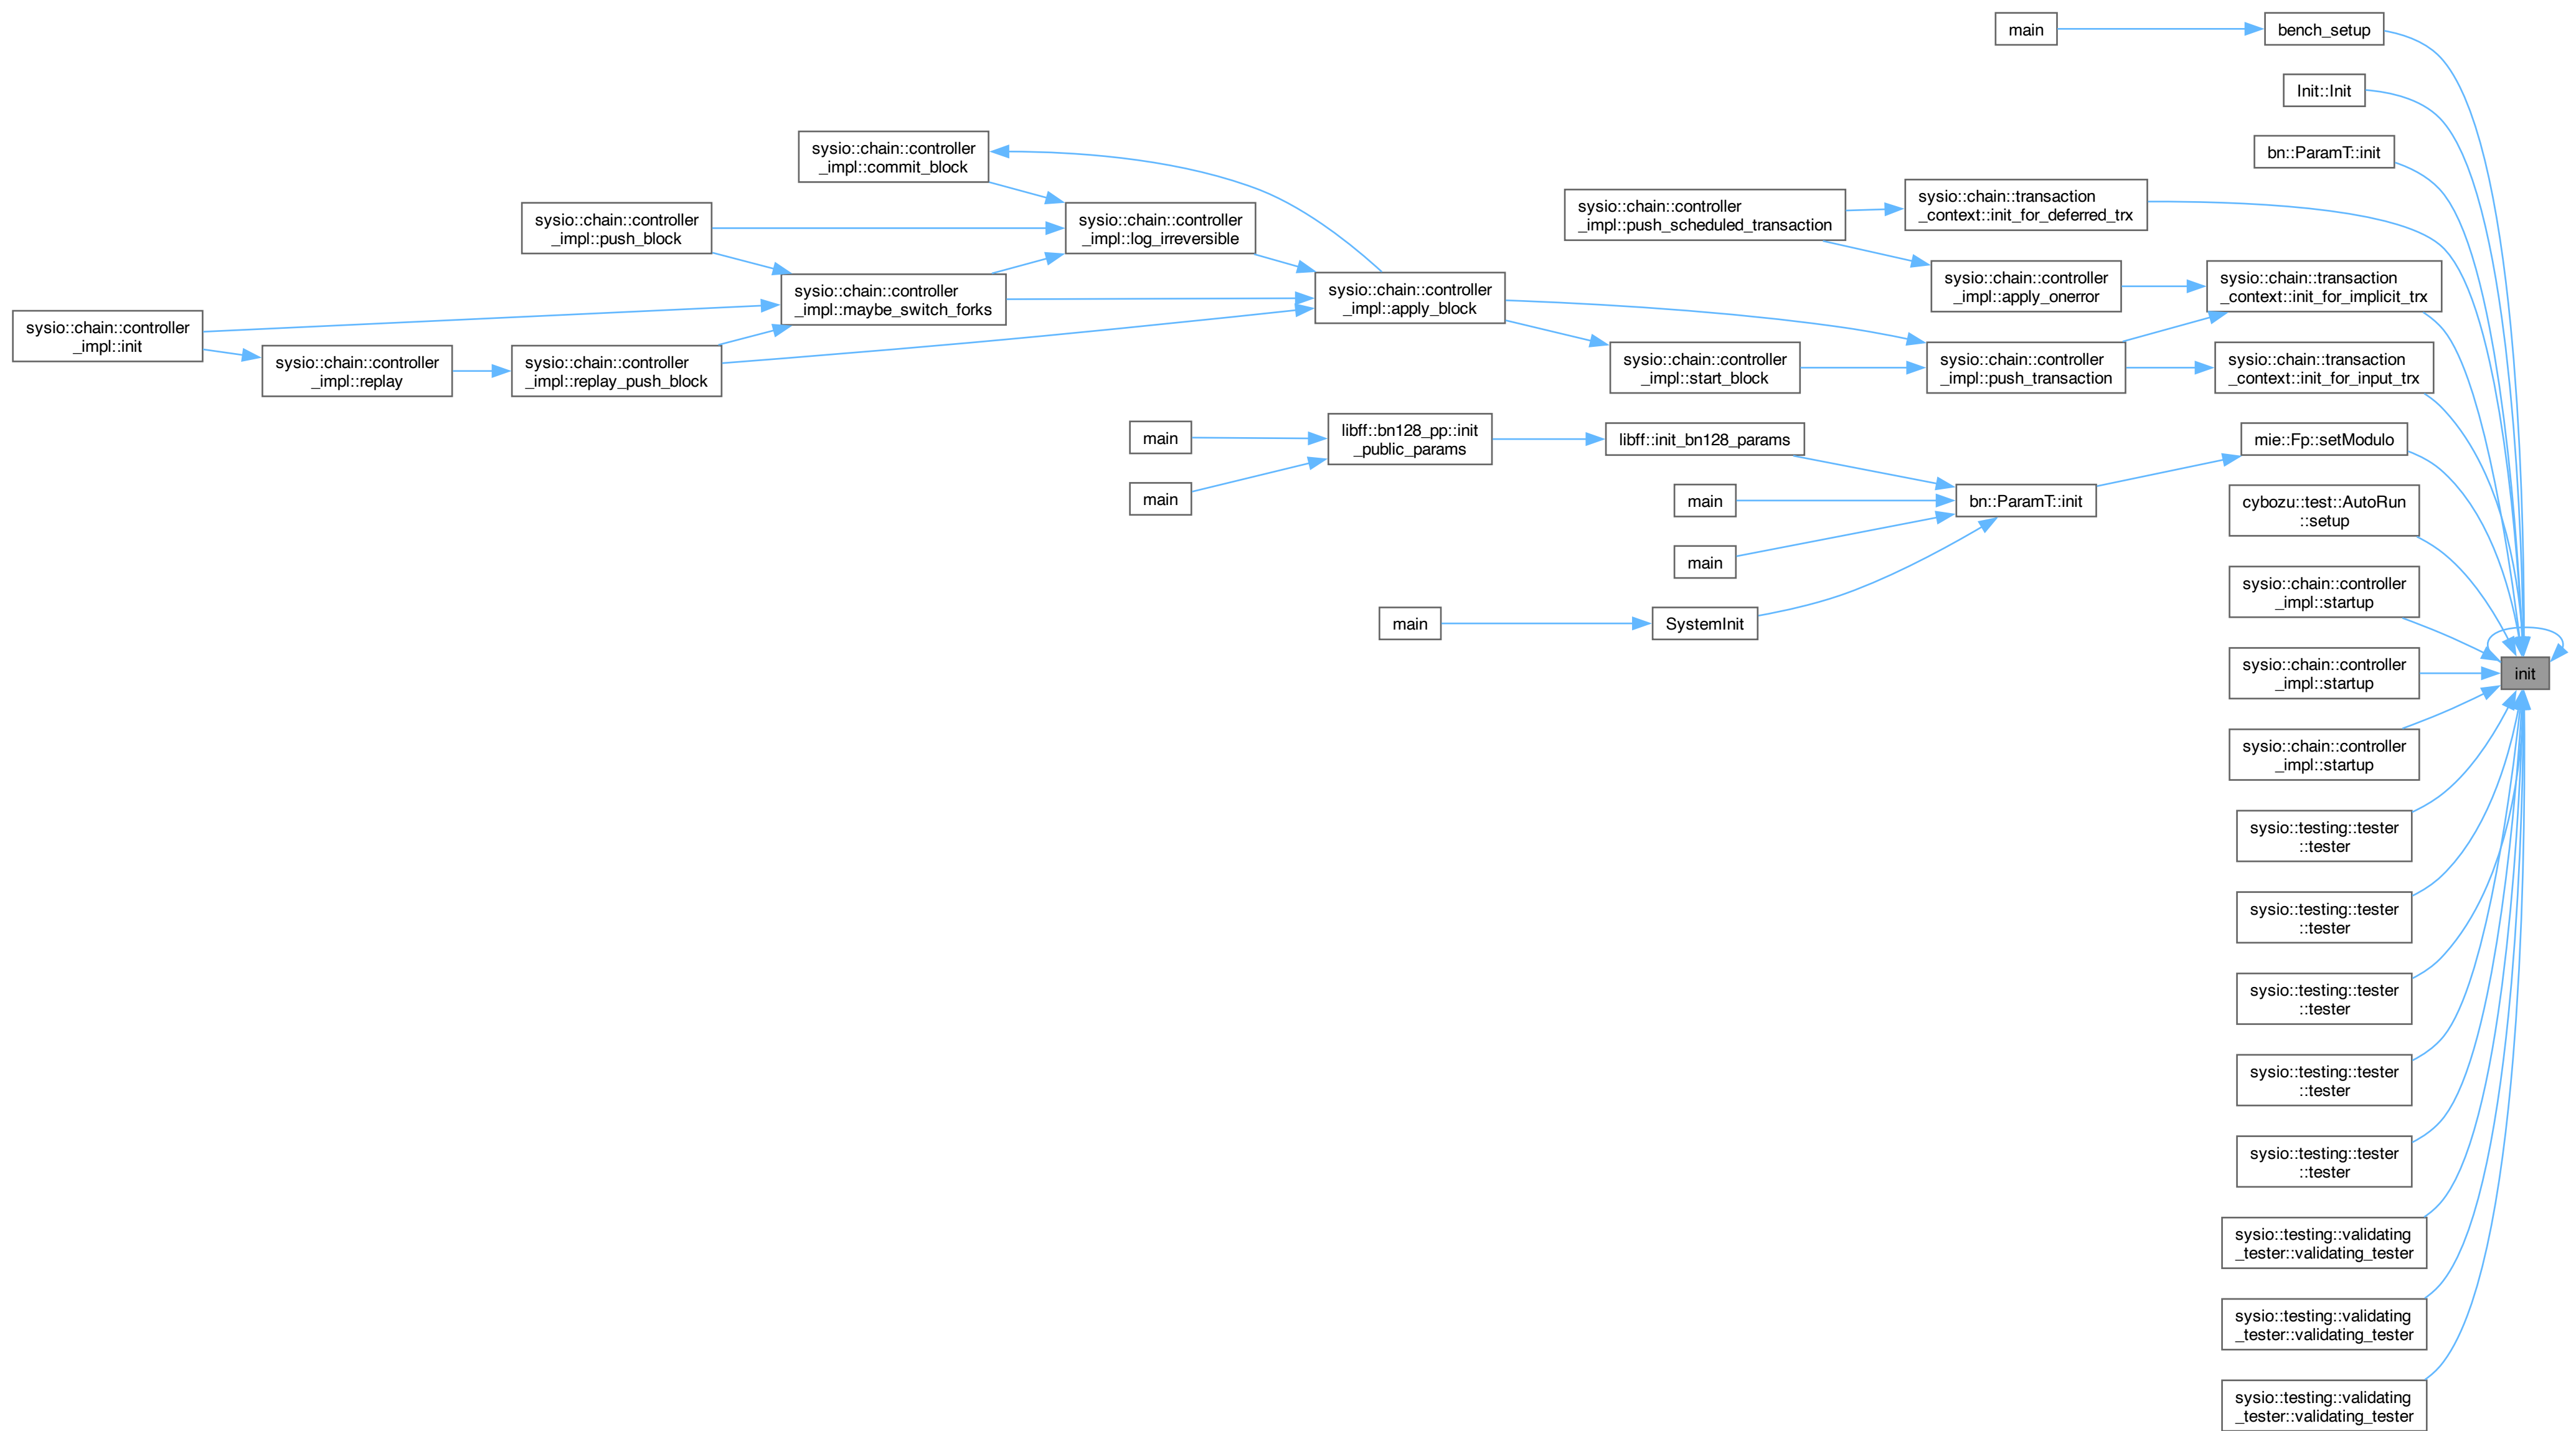 main
bench_setup
Init::Init
bn::ParamT::init
sysio::chain::controller
_impl::commit_block
sysio::chain::controller
_impl::push_block
sysio::chain::controller
_impl::log_irreversible
sysio::chain::controller
_impl::push_scheduled_transaction
sysio::chain::transaction
_context::init_for_deferred_trx
sysio::chain::controller
_impl::init
sysio::chain::controller
_impl::maybe_switch_forks
sysio::chain::controller
_impl::apply_block
sysio::chain::controller
_impl::apply_onerror
sysio::chain::transaction
_context::init_for_implicit_trx
sysio::chain::controller
_impl::replay
sysio::chain::controller
_impl::replay_push_block
sysio::chain::controller
_impl::start_block
sysio::chain::controller
_impl::push_transaction
sysio::chain::transaction
_context::init_for_input_trx
main
libff::bn128_pp::init
_public_params
libff::init_bn128_params
mie::Fp::setModulo
main
main
bn::ParamT::init
main
main
SystemInit
cybozu::test::AutoRun
::setup
sysio::chain::controller
_impl::startup
sysio::chain::controller
_impl::startup
init
sysio::chain::controller
_impl::startup
sysio::testing::tester
::tester
sysio::testing::tester
::tester
sysio::testing::tester
::tester
sysio::testing::tester
::tester
sysio::testing::tester
::tester
sysio::testing::validating
_tester::validating_tester
sysio::testing::validating
_tester::validating_tester
sysio::testing::validating
_tester::validating_tester